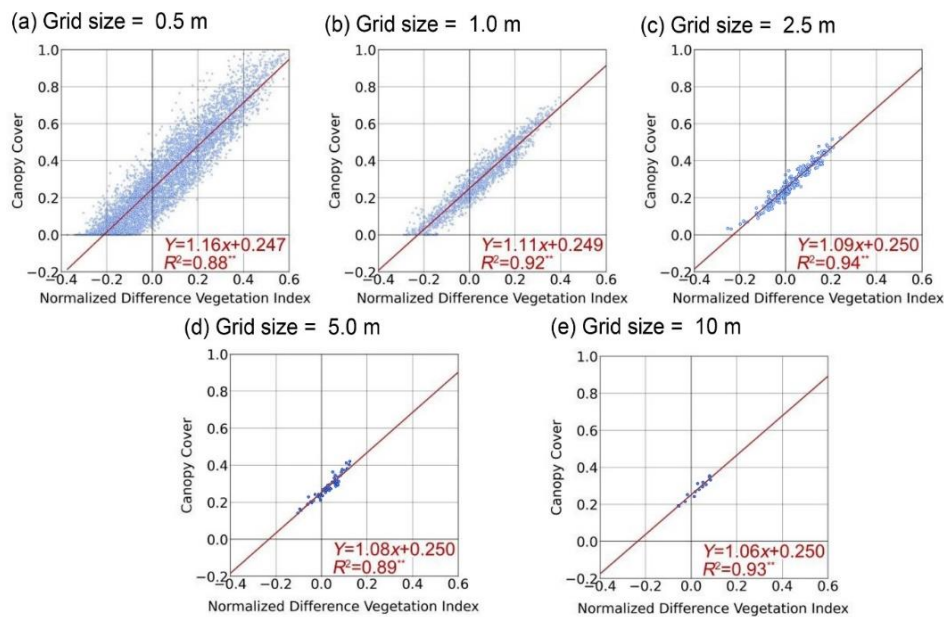 (a) Grid size = 0.5 m
1.0
0.8
0.6
0.4
0.2
0.0
−0.2
Canopy Cover
Y=1.16x+0.247
R²=0.88**
−0.4 −0.2 0.0 0.2 0.4 0.6
Normalized Difference Vegetation Index
(b) Grid size = 1.0 m
1.0
0.8
0.6
0.4
0.2
0.0
−0.2
Canopy Cover
Y=1.11x+0.249
R²=0.92**
−0.4 −0.2 0.0 0.2 0.4 0.6
Normalized Difference Vegetation Index
(c) Grid size = 2.5 m
1.0
0.8
0.6
0.4
0.2
0.0
−0.2
Canopy Cover
Y=1.09x+0.250
R²=0.94**
−0.4 −0.2 0.0 0.2 0.4 0.6
Normalized Difference Vegetation Index
(d) Grid size = 5.0 m
1.0
0.8
0.6
0.4
0.2
0.0
−0.2
Canopy Cover
Y=1.08x+0.250
R²=0.89**
−0.4 −0.2 0.0 0.2 0.4 0.6
Normalized Difference Vegetation Index
(e) Grid size = 10 m
1.0
0.8
0.6
0.4
0.2
0.0
−0.2
Canopy Cover
Y=1.06x+0.250
R²=0.93**
−0.4 −0.2 0.0 0.2 0.4 0.6
Normalized Difference Vegetation Index